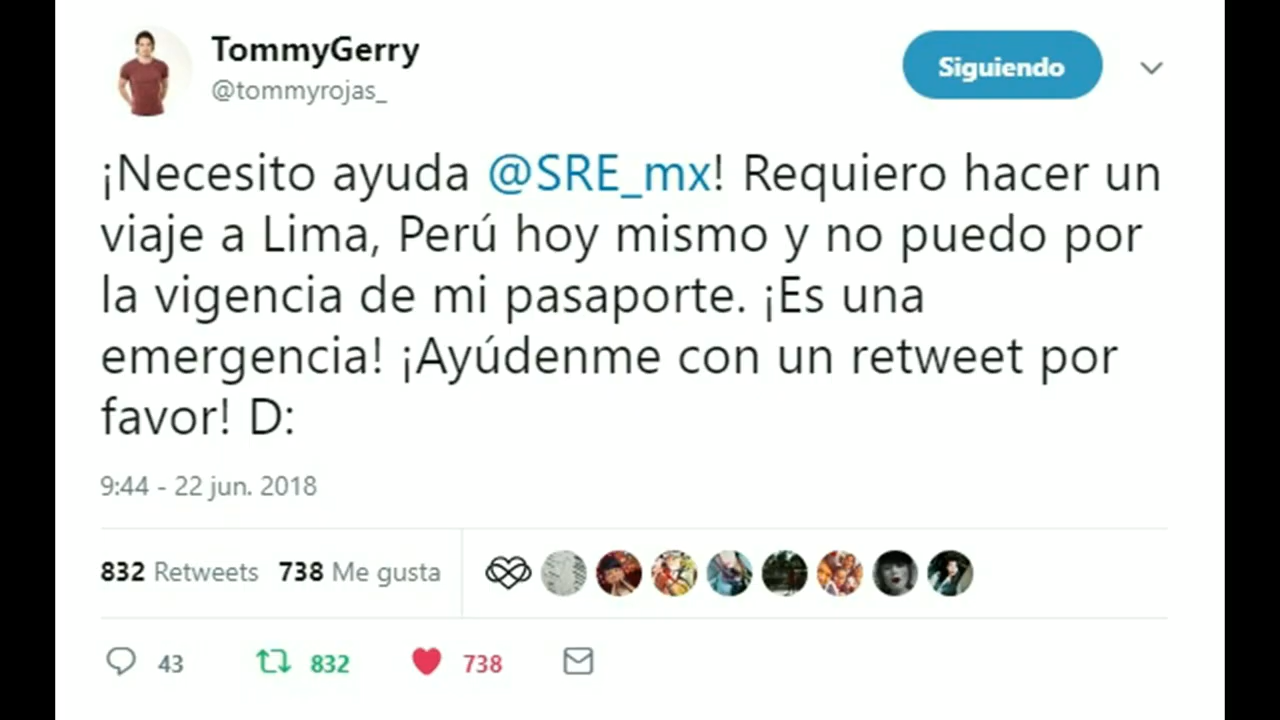 TommyGerry
@tommyrojas_
Siguiendo
¡Necesito ayuda @SRE_mx! Requiero hacer un
viaje a Lima, Perú hoy mismo y no puedo por
la vigencia de mi pasaporte. ¡Es una
emergencia! ¡Ayúdenme con un retweet por
favor! D:
9:44 - 22 jun. 2018
832 Retweets 738 Me gusta
43 832 738